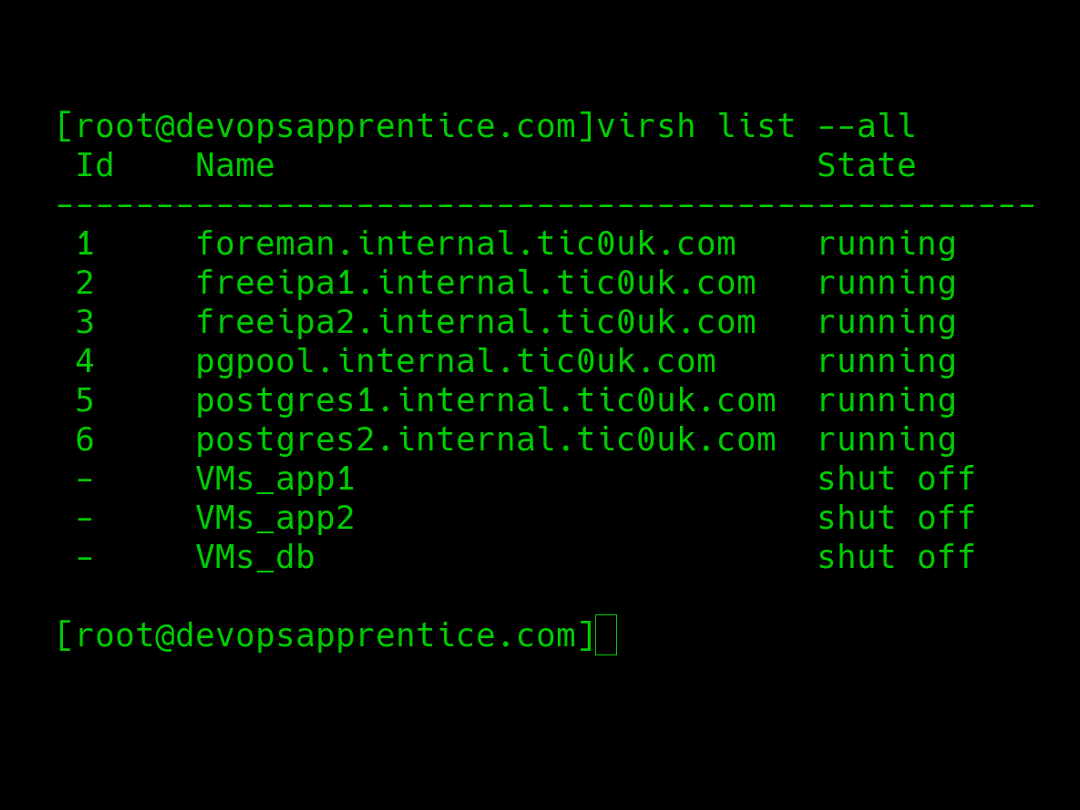 [root@devopsapprentice.com]virsh list --all
 Id    Name                           State
-------------------------------------------------
 1     foreman.internal.tic0uk.com    running
 2     freeipa1.internal.tic0uk.com   running
 3     freeipa2.internal.tic0uk.com   running
 4     pgpool.internal.tic0uk.com     running
 5     postgres1.internal.tic0uk.com  running
 6     postgres2.internal.tic0uk.com  running
 -     VMs_app1                       shut off
 -     VMs_app2                       shut off
 -     VMs_db                         shut off
[root@devopsapprentice.com]